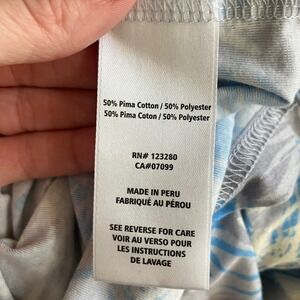 50% Pima Cotton / 50% Polyester
50% Pima Coton / 50% Polyester
RN# 123280
CA#07099
MADE IN PERU
FABRIQUÉ AU PÉROU
SEE REVERSE FOR CARE
VOIR AU VERSO POUR
LES INSTRUCTIONS
DE LAVAGE